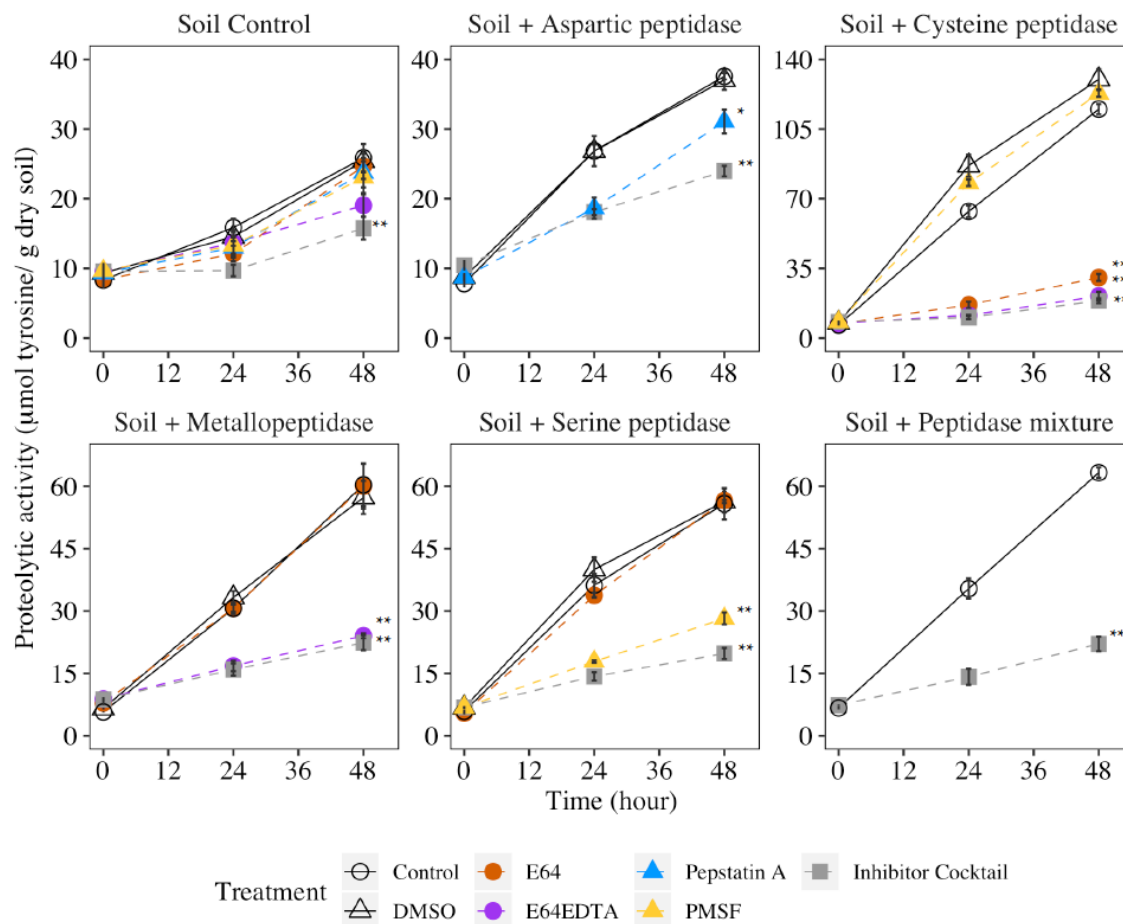 Soil Control
Soil + Aspartic peptidase
Soil + Cysteine peptidase
Proteolytic activity (μmol tyrosine/ g dry soil)
40
30
20
10
0
0 12 24 36 48
**
40
30
20
10
0
0 12 24 36 48
*
**
140
105
70
35
0
0 12 24 36 48
**
**
**
Soil + Metallopeptidase
Soil + Serine peptidase
Soil + Peptidase mixture
60
45
30
15
0
0 12 24 36 48
**
**
60
45
30
15
0
0 12 24 36 48
**
**
60
45
30
15
0
0 12 24 36 48
**
Time (hour)
Treatment
Control
E64
Pepstatin A
Inhibitor Cocktail
DMSO
E64EDTA
PMSF